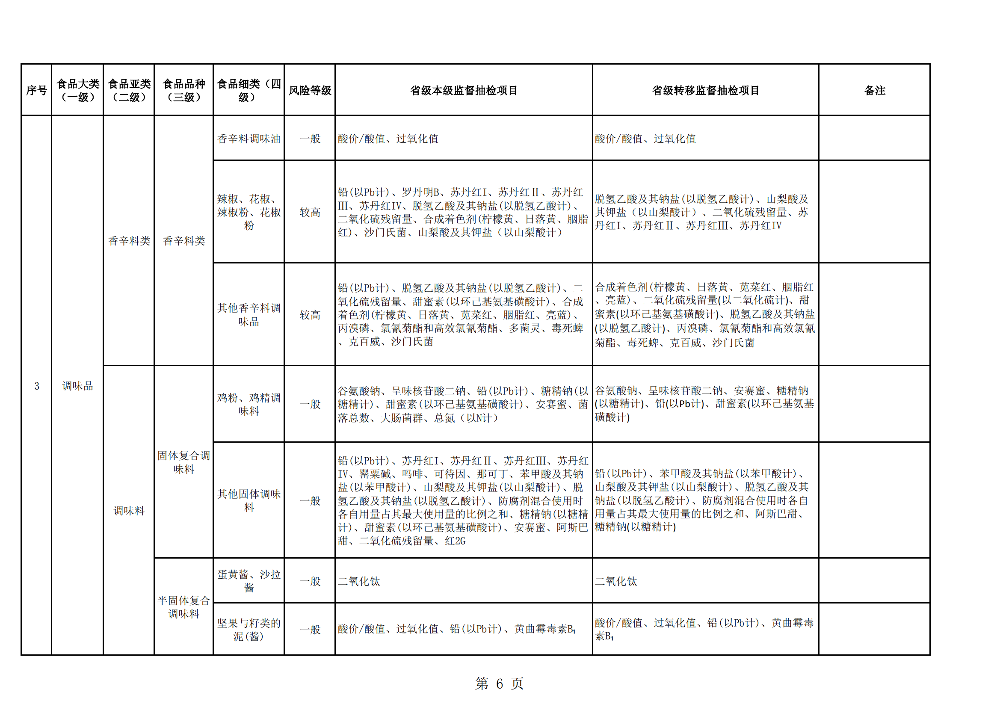 序号
食品大类
（一级）
食品亚类
（二级）
食品品种
（三级）
食品细类（四
级）
风险等级
省级本级监督抽检项目
省级转移监督抽检项目
备注
3
调味品
香辛料类
香辛料类
香辛料调味油
一般
酸价/酸值、过氧化值
酸价/酸值、过氧化值
辣椒、花椒、
辣椒粉、花椒
粉
较高
铅(以Pb计)、罗丹明B、苏丹红I、苏丹红Ⅱ、苏丹红
Ⅲ、苏丹红IV、脱氢乙酸及其钠盐(以脱氢乙酸计)、
二氧化硫残留量、合成着色剂(柠檬黄、日落黄、胭脂
红)、沙门氏菌、山梨酸及其钾盐（以山梨酸计）
脱氢乙酸及其钠盐(以脱氢乙酸计)、山梨酸及
其钾盐（以山梨酸计）、二氧化硫残留量、苏
丹红I、苏丹红Ⅱ、苏丹红Ⅲ、苏丹红IV
其他香辛料调
味品
较高
铅(以Pb计)、脱氢乙酸及其钠盐(以脱氢乙酸计)、二
氧化硫残留量、甜蜜素(以环己基氨基磺酸计)、合成
着色剂(柠檬黄、日落黄、苋菜红、胭脂红、亮蓝)、
丙溴磷、氯氰菊酯和高效氯氰菊酯、多菌灵、毒死蜱
、克百威、沙门氏菌
合成着色剂(柠檬黄、日落黄、苋菜红、胭脂红
、亮蓝)、二氧化硫残留量(以二氧化硫计)、甜
蜜素(以环己基氨基磺酸计)、脱氢乙酸及其钠盐
(以脱氢乙酸计)、丙溴磷、氯氰菊酯和高效氯氰
菊酯、毒死蜱、克百威、沙门氏菌
调味料
固体复合调
味料
鸡粉、鸡精调
味料
一般
谷氨酸钠、呈味核苷酸二钠、铅(以Pb计)、糖精钠(以
糖精计)、甜蜜素(以环己基氨基磺酸计)、安赛蜜、菌
落总数、大肠菌群、总氮（以N计）
谷氨酸钠、呈味核苷酸二钠、安赛蜜、糖精钠
(以糖精计)、铅(以Pb计)、甜蜜素(以环己基氨基
磺酸计)
其他固体调味
料
一般
铅(以Pb计)、苏丹红I、苏丹红Ⅱ、苏丹红Ⅲ、苏丹红
IV、罂粟碱、吗啡、可待因、那可丁、苯甲酸及其钠
盐(以苯甲酸计)、山梨酸及其钾盐(以山梨酸计)、脱
氢乙酸及其钠盐(以脱氢乙酸计)、防腐剂混合使用时
各自用量占其最大使用量的比例之和、糖精钠(以糖精
计)、甜蜜素(以环己基氨基磺酸计)、安赛蜜、阿斯巴
甜、二氧化硫残留量、红2G
铅(以Pb计)、苯甲酸及其钠盐(以苯甲酸计)、
山梨酸及其钾盐(以山梨酸计)、脱氢乙酸及其
钠盐(以脱氢乙酸计)、防腐剂混合使用时各自
用量占其最大使用量的比例之和、阿斯巴甜、
糖精钠(以糖精计)
半固体复合
调味料
蛋黄酱、沙拉
酱
一般
二氧化钛
二氧化钛
坚果与籽类的
泥(酱)
一般
酸价/酸值、过氧化值、铅(以Pb计)、黄曲霉毒素B₁
酸价/酸值、过氧化值、铅(以Pb计)、黄曲霉毒
素B₁
第 6 页